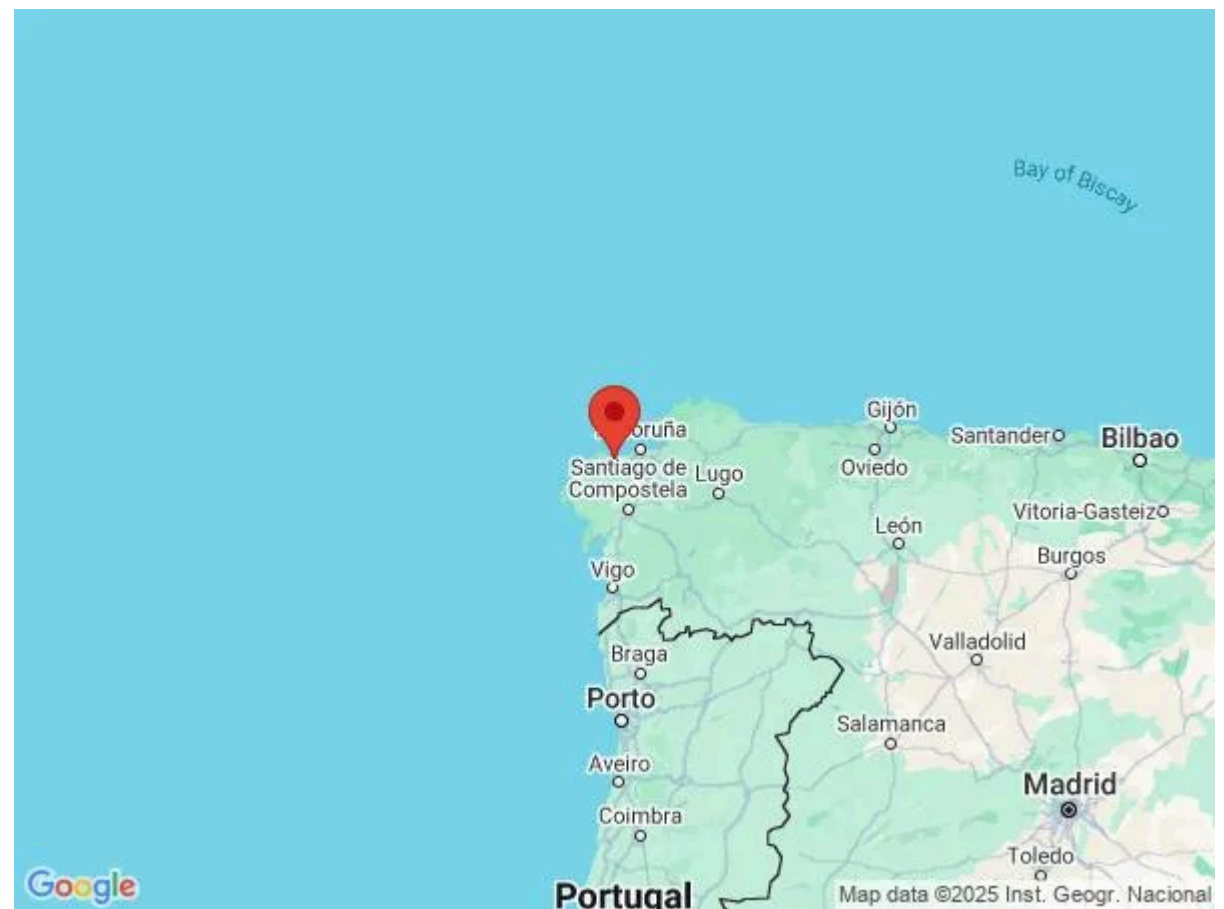 Bay of Biscay
Gijón
oruña
Santander
Bilbao
Santiago de
Compostela
Lugo
Oviedo
Vitoria-Gasteiz
León
Burgos
Vigo
Valladolid
Braga
Porto
Salamanca
Aveiro
Madrid
Coimbra
Toledo
Google
Portugal
Map data ©2025 Inst. Geogr. Nacional